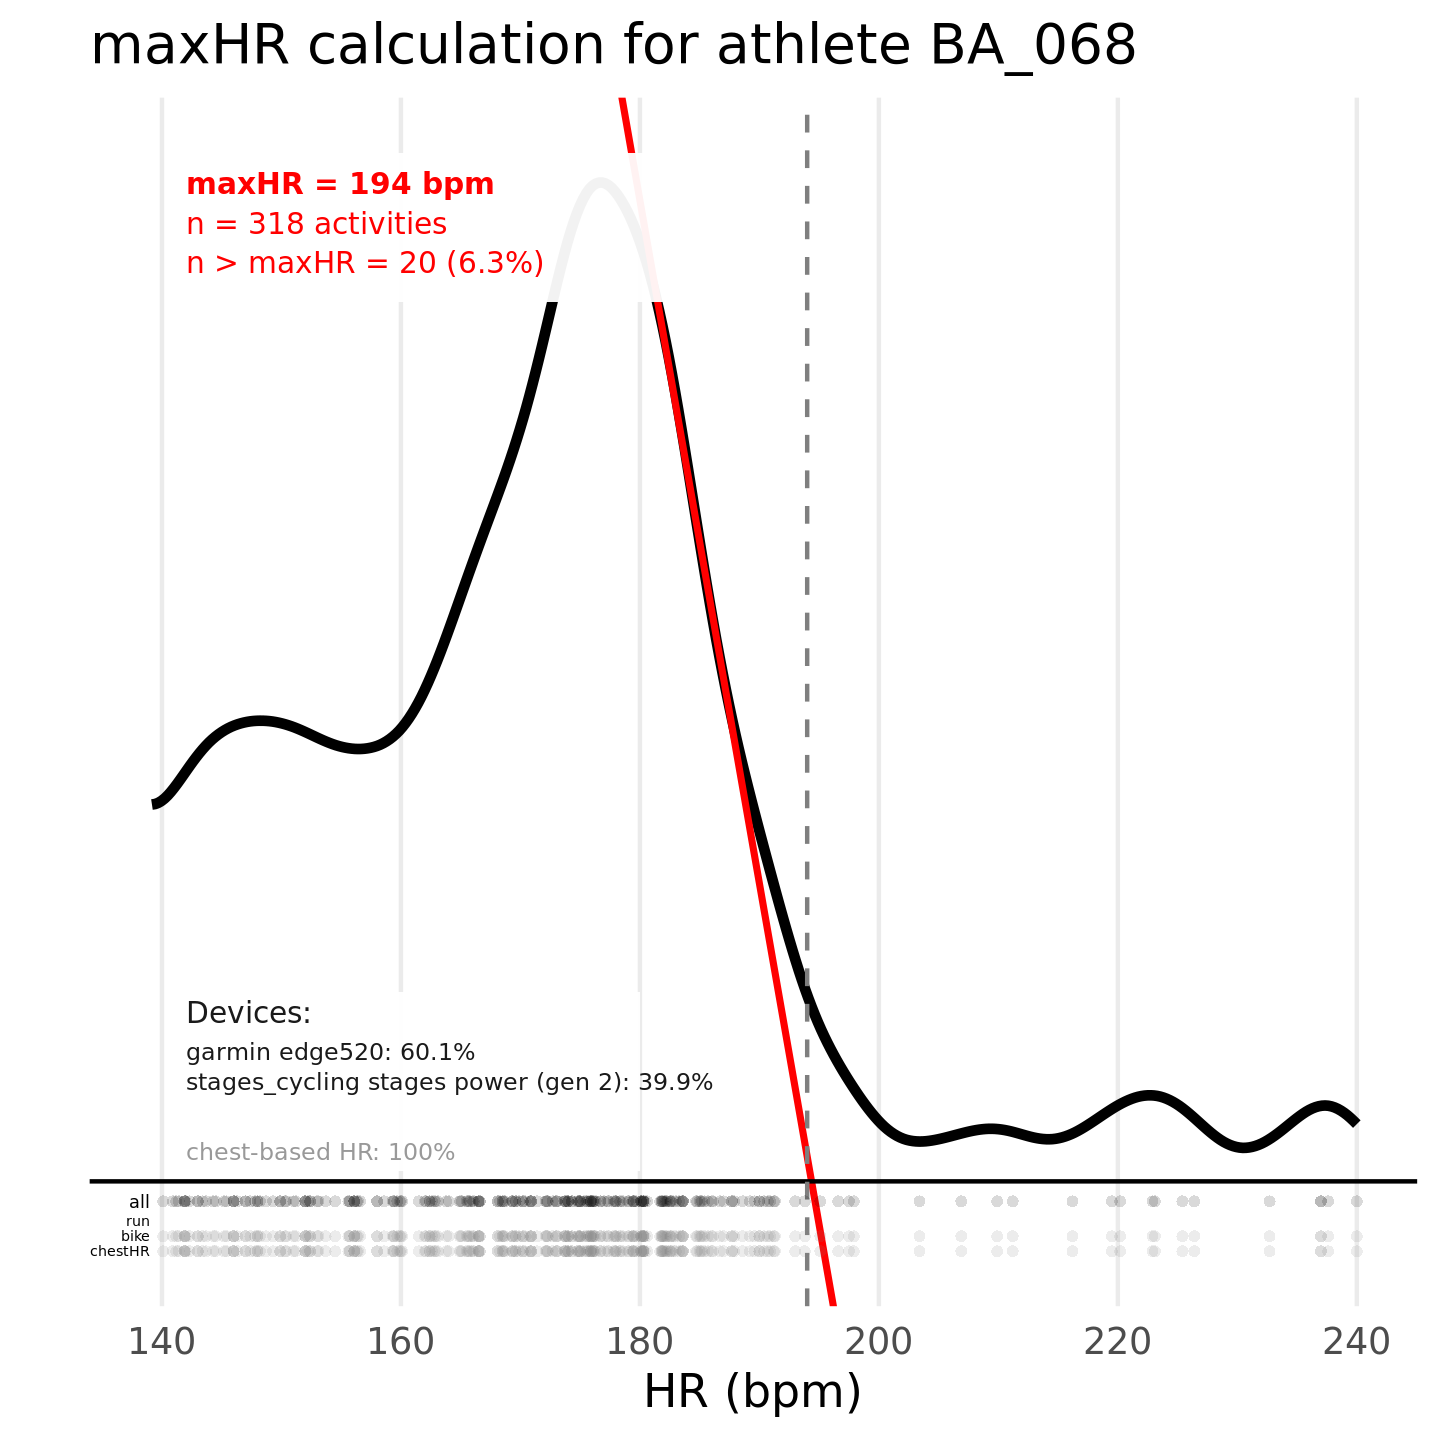 maxHR calculation for athlete BA_068
maxHR = 194 bpm
n = 318 activities
n > maxHR = 20 (6.3%)
Devices:
garmin edge520: 60.1%
stages_cycling stages power (gen 2): 39.9%
chest-based HR: 100%
all
run
bike
chestHR
140 160 180 200 220 240
HR (bpm)